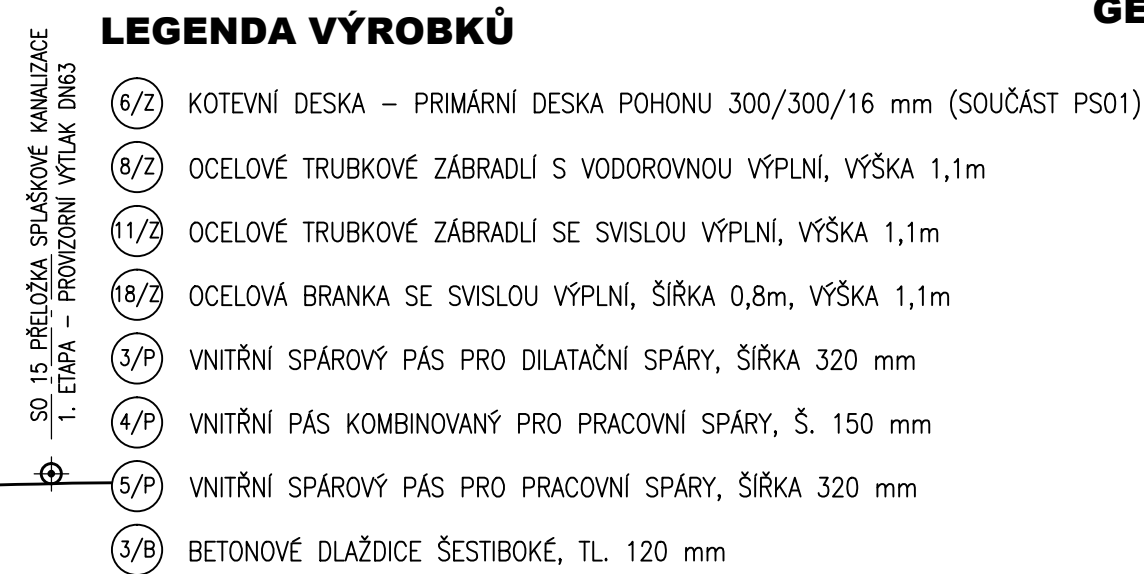 SO 15 PŘELOŽKA SPLAŠKOVÉ KANALIZACE
1. ETAPA – PROVIZORNÍ VÝTLAK DN63
LEGENDA VÝROBKŮ
GE
6/Z KOTEVNÍ DESKA – PRIMÁRNÍ DESKA POHONU 300/300/16 mm (SOUČÁST PS01)
8/Z OCELOVÉ TRUBKOVÉ ZÁBRADLÍ S VODOROVNOU VÝPLNÍ, VÝŠKA 1,1m
11/Z OCELOVÉ TRUBKOVÉ ZÁBRADLÍ SE SVISLOU VÝPLNÍ, VÝŠKA 1,1m
18/Z OCELOVÁ BRANKA SE SVISLOU VÝPLNÍ, ŠÍŘKA 0,8m, VÝŠKA 1,1m
3/P VNITŘNÍ SPÁROVÝ PÁS PRO DILATAČNÍ SPÁRY, ŠÍŘKA 320 mm
4/P VNITŘNÍ PÁS KOMBINOVANÝ PRO PRACOVNÍ SPÁRY, Š. 150 mm
5/P VNITŘNÍ SPÁROVÝ PÁS PRO PRACOVNÍ SPÁRY, ŠÍŘKA 320 mm
3/B BETONOVÉ DLAŽDICE ŠESTIBOKÉ, TL. 120 mm